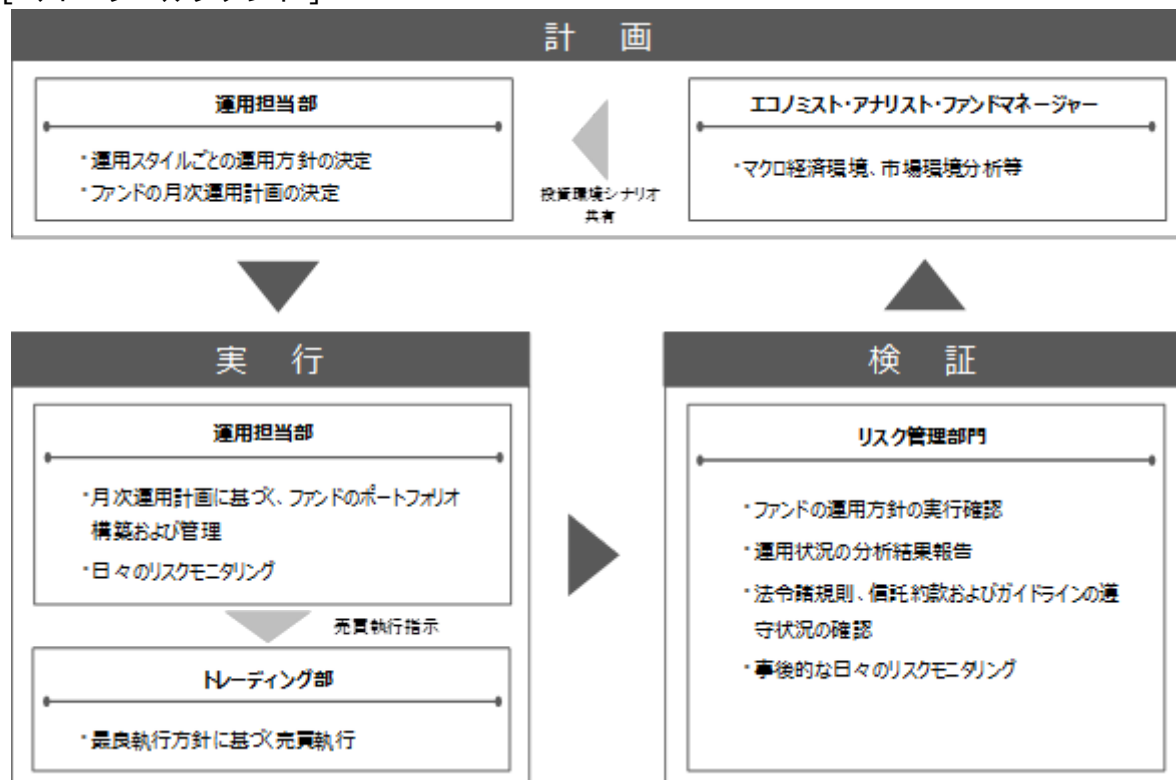 計 画
運用担当部
・運用スタイルごとの運用方針の決定
・ファンドの月次運用計画の決定
投資環境シナリオ
共有
エコノミスト・アナリスト・ファンドマネージャー
・マクロ経済環境、市場環境分析等
実 行
運用担当部
・月次運用計画に基づく、ファンドのポートフォリオ
構築および管理
・日々のリスクモニタリング
売買執行指示
トレーディング部
・最良執行方針に基づく売買執行
検 証
リスク管理部門
・ファンドの運用方針の実行確認
・運用状況の分析結果報告
・法令諸規則、信託約款およびガイドラインの遵
守状況の確認
・事後的な日々のリスクモニタリング